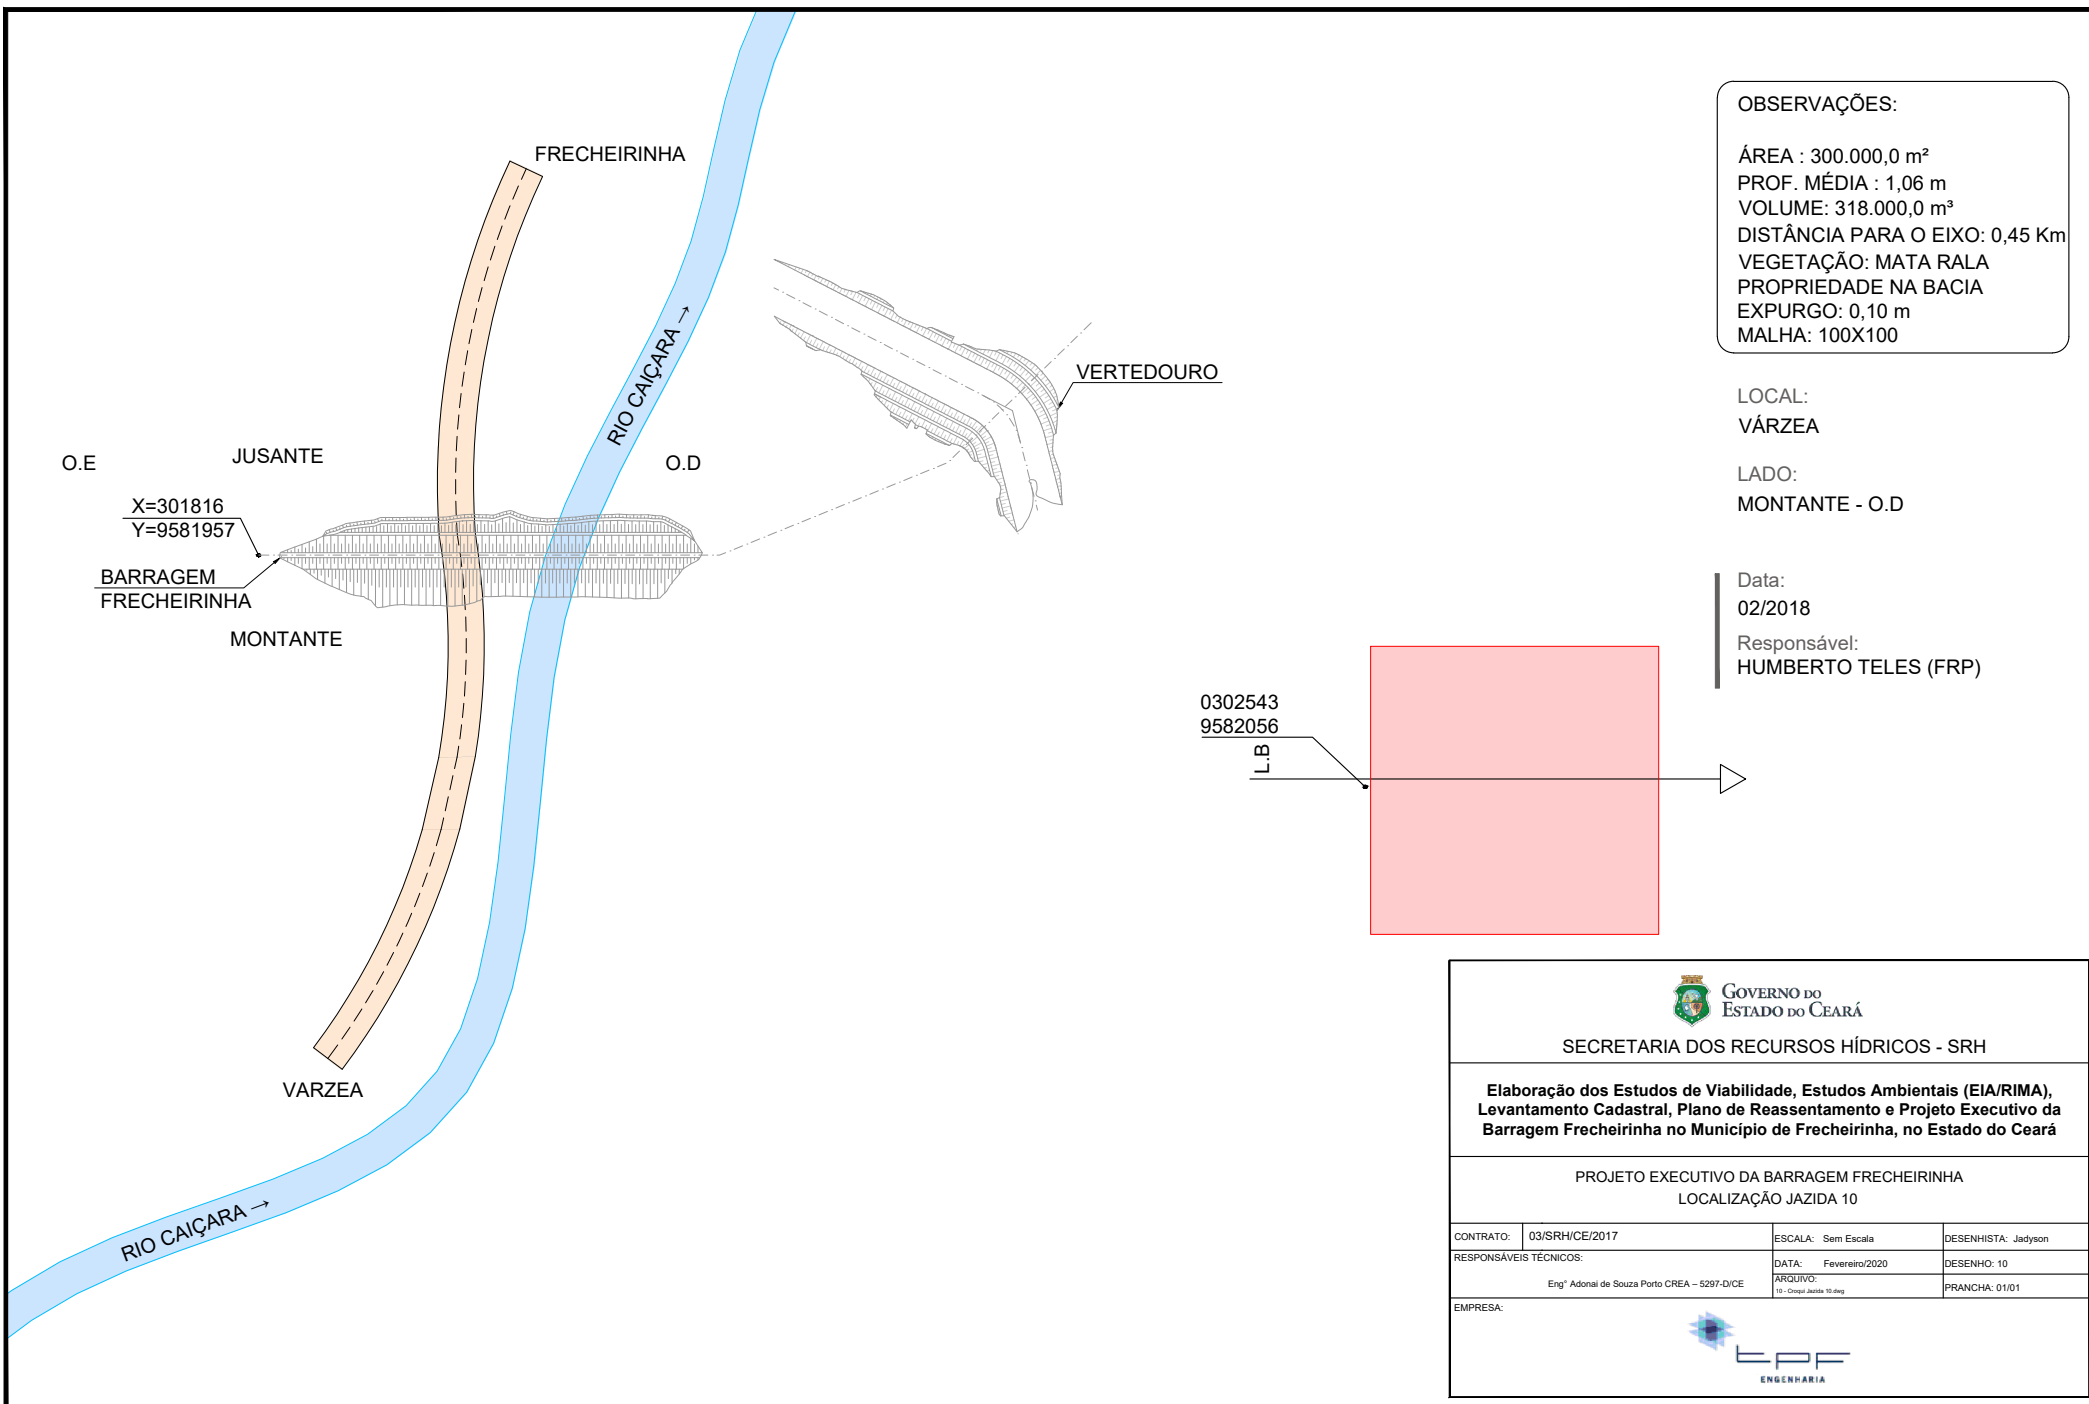 FRECHEIRINHA
RIO CAIÇARA →
VERTEDOURO
O.E
JUSANTE
O.D
X=301816
Y=9581957
BARRAGEM
FRECHEIRINHA
MONTANTE
VARZEA
RIO CAIÇARA →
0302543
9582056
L.B
OBSERVAÇÕES:
ÁREA : 300.000,0 m²
PROF. MÉDIA : 1,06 m
VOLUME: 318.000,0 m³
DISTÂNCIA PARA O EIXO: 0,45 Km
VEGETAÇÃO: MATA RALA
PROPRIEDADE NA BACIA
EXPURGO: 0,10 m
MALHA: 100X100
LOCAL:
VÁRZEA
LADO:
MONTANTE - O.D
Data:
02/2018
Responsável:
HUMBERTO TELES (FRP)
GOVERNO DO
ESTADO DO CEARÁ
SECRETARIA DOS RECURSOS HÍDRICOS - SRH
Elaboração dos Estudos de Viabilidade, Estudos Ambientais (EIA/RIMA),
Levantamento Cadastral, Plano de Reassentamento e Projeto Executivo da
Barragem Frecheirinha no Município de Frecheirinha, no Estado do Ceará
PROJETO EXECUTIVO DA BARRAGEM FRECHEIRINHA
LOCALIZAÇÃO JAZIDA 10
CONTRATO: 03/SRH/CE/2017
ESCALA: Sem Escala
DESENHISTA: Jadyson
RESPONSÁVEIS TÉCNICOS:
Eng° Adonai de Souza Porto CREA – 5297-D/CE
DATA: Fevereiro/2020
DESENHO: 10
ARQUIVO:
10 - Croqui Jazida 10.dwg
PRANCHA: 01/01
EMPRESA:
tpf
ENGENHARIA